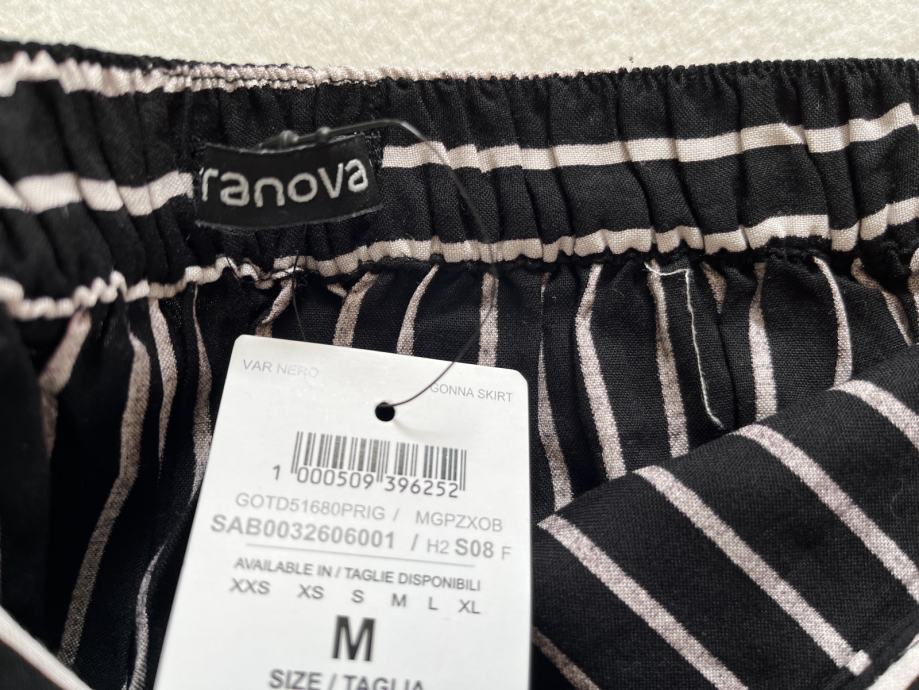 ranova
VAR NERO
GONNA SKIRT
1 000509 396252
GOTD51680PRIG / MGPZXOB
SAB0032606001 / H2 S08 F
AVAILABLE IN / TAGLIE DISPONIBILI
XXS XS S M L XL
M
SIZE / TAGLIA